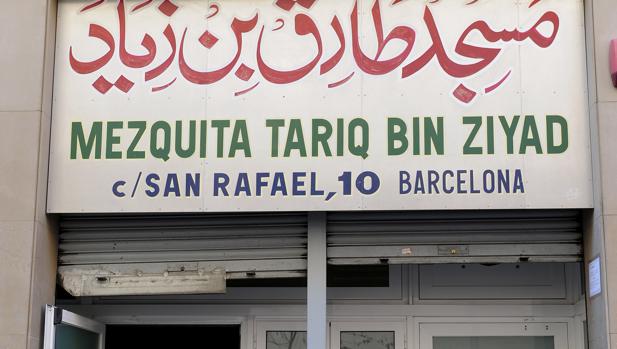 مسجد طارق بن زياد
MEZQUITA TARIQ BIN ZIYAD
c/SAN RAFAEL, 10 BARCELONA